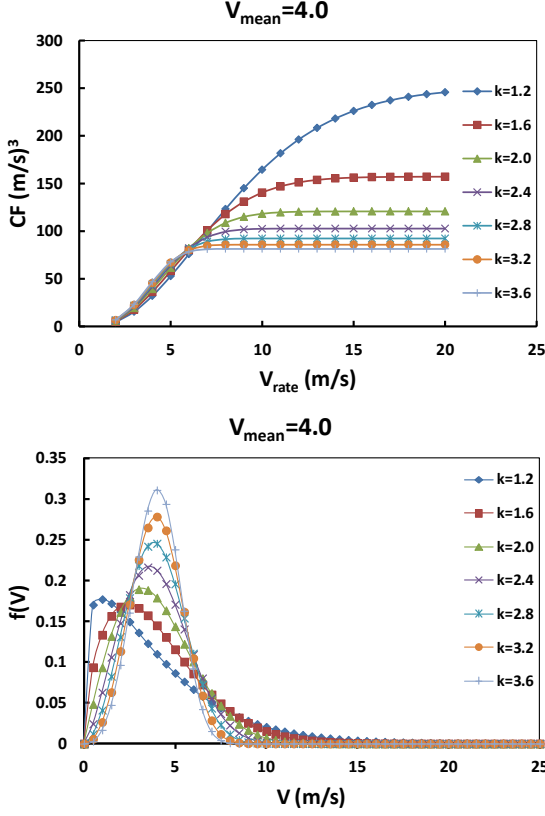 V_mean=4.0
300
250
200
150
100
50
0
CF (m/s)³
0 5 10 15 20 25
V_rate (m/s)
k=1.2
k=1.6
k=2.0
k=2.4
k=2.8
k=3.2
k=3.6
V_mean=4.0
0.35
0.3
0.25
0.2
0.15
0.1
0.05
0
f(V)
0 5 10 15 20 25
V (m/s)
k=1.2
k=1.6
k=2.0
k=2.4
k=2.8
k=3.2
k=3.6